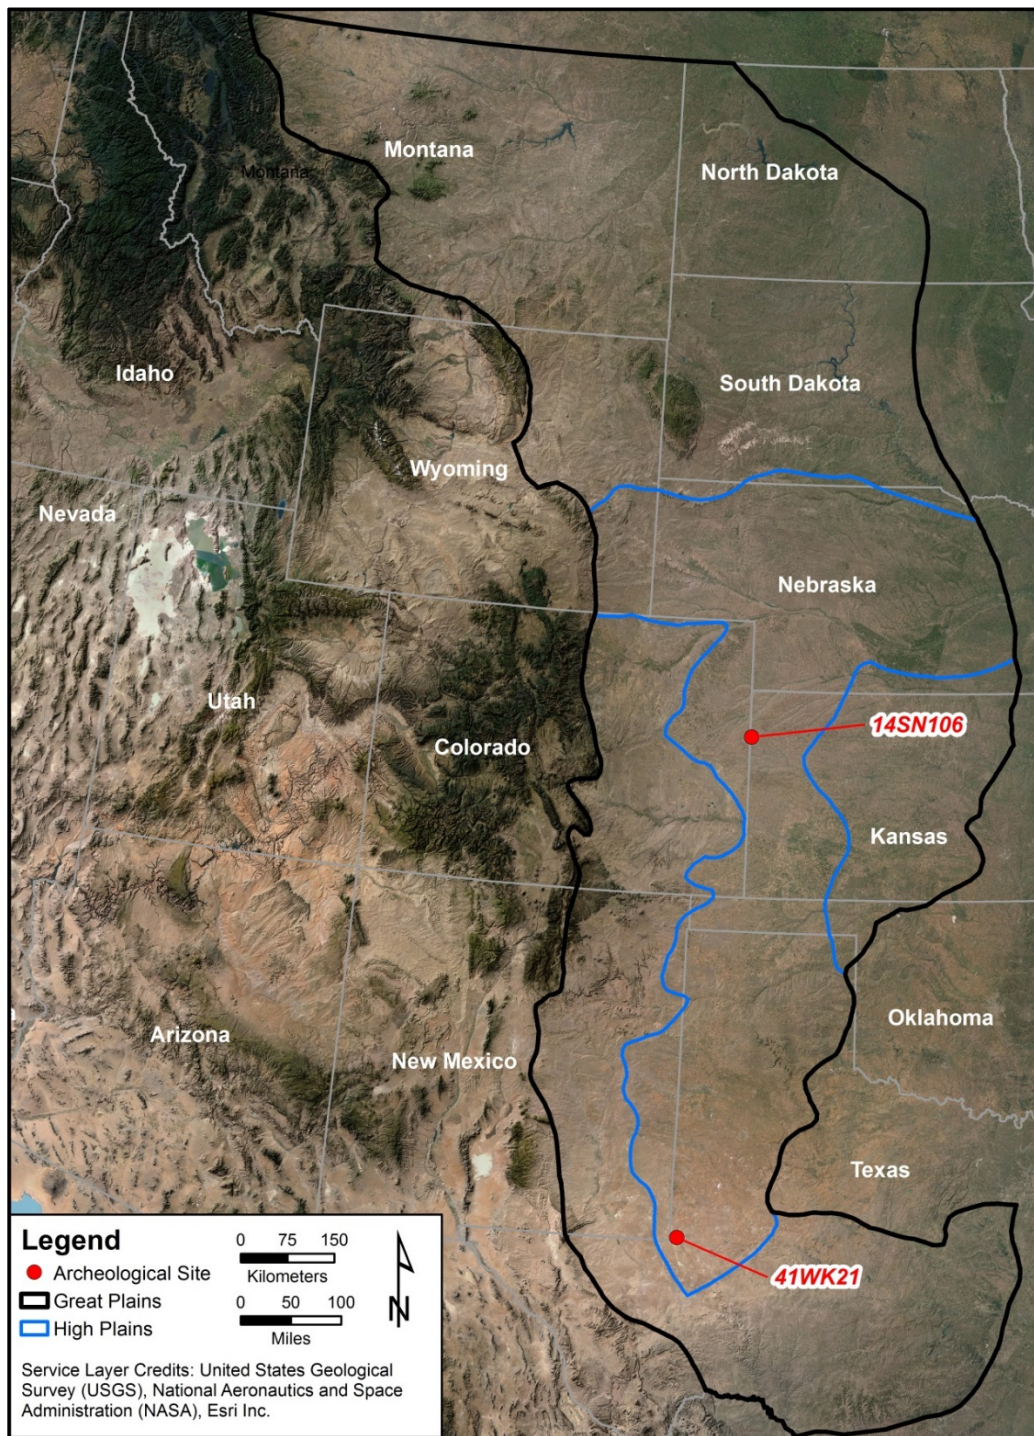 Montana
Montana
North Dakota
Idaho
South Dakota
Wyoming
Nevada
Nebraska
Utah
14SN106
Colorado
Kansas
Oklahoma
Arizona
New Mexico
Texas
41WK21
Legend
Archeological Site
Great Plains
High Plains
0 75 150
Kilometers
0 50 100
Miles
N
Service Layer Credits: United States Geological
Survey (USGS), National Aeronautics and Space
Administration (NASA), Esri Inc.